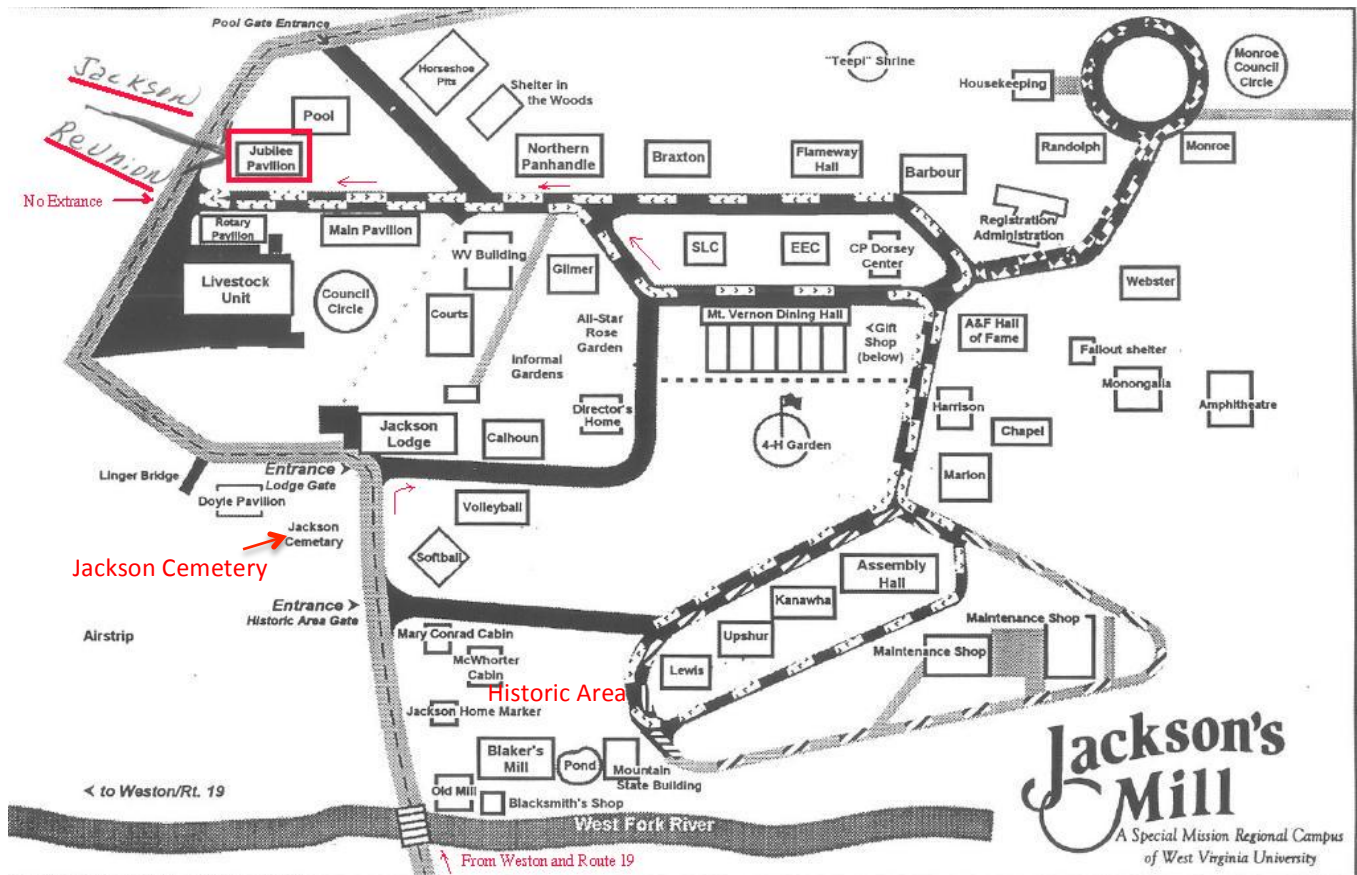 Pool Gate Entrance
Jackson
Reunion
No Entrance
Horseshoe
Pits
Shelter in
the Woods
"Teepi" Shrine
Housekeeping
Monroe
Council
Circle
Pool
Jubilee
Pavilion
Northern
Panhandle
Braxton
Flameway
Hall
Barbour
Randolph
Monroe
Rotary
Pavilion
Main Pavilion
WV Building
Gilmer
SLC
EEC
CP Dorsey
Center
Registration/
Administration
Webster
Livestock
Unit
Council
Circle
Courts
All-Star
Rose
Garden
Informal
Gardens
Mt. Vernon Dining Hall
<Gift
Shop
(below)
A&F Hall
of Fame
Fallout shelter
Monongalia
Amphitheatre
Jackson
Lodge
Calhoun
Director's
Home
4-H Garden
Harrison
Chapel
Marion
Linger Bridge
Entrance >
Lodge Gate
Doyle Pavilion
Volleyball
Jackson
Cemetary
Jackson Cemetery
Softball
Entrance >
Historic Area Gate
Airstrip
Mary Conrad Cabin
McWhorter
Cabin
Historic Area
Jackson Home Marker
Assembly
Hall
Kanawha
Upshur
Lewis
Maintenance Shop
Maintenance Shop
Blaker's
Mill
Pond
Mountain
State Building
Old Mill
Blacksmith's Shop
< to Weston/Rt. 19
West Fork River
From Weston and Route 19
Jackson's
Mill
A Special Mission Regional Campus
of West Virginia University